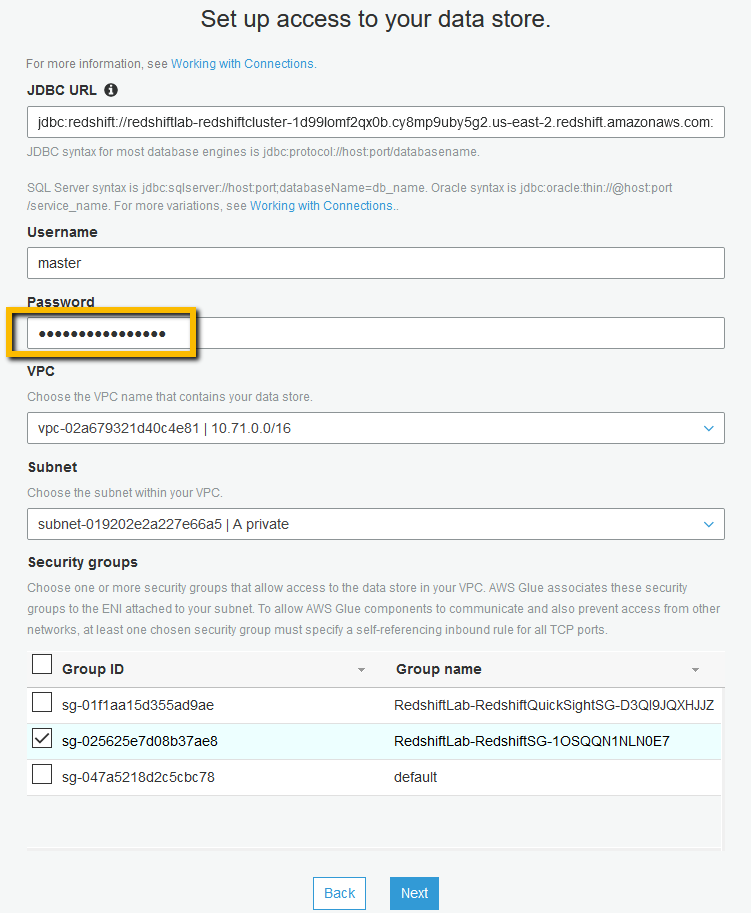 Set up access to your data store.
For more information, see Working with Connections.
JDBC URL
jdbc:redshift://redshiftlab-redshiftcluster-1d99lomf2qx0b.cy8mp9uby5g2.us-east-2.redshift.amazonaws.com:
JDBC syntax for most database engines is jdbc:protocol://host:port/databasename.
SQL Server syntax is jdbc:sqlserver://host:port;databaseName=db_name. Oracle syntax is jdbc:oracle:thin://@host:port
/service_name. For more variations, see Working with Connections..
Username
master
Password
••••••••••••••••
VPC
Choose the VPC name that contains your data store.
vpc-02a679321d40c4e81 | 10.71.0.0/16
Subnet
Choose the subnet within your VPC.
subnet-019202e2a227e66a5 | A private
Security groups
Choose one or more security groups that allow access to the data store in your VPC. AWS Glue associates these security
groups to the ENI attached to your subnet. To allow AWS Glue components to communicate and also prevent access from other
networks, at least one chosen security group must specify a self-referencing inbound rule for all TCP ports.
Group ID Group name
sg-01f1aa15d355ad9ae RedshiftLab-RedshiftQuickSightSG-D3QI9JQXHJJZ
sg-025625e7d08b37ae8 RedshiftLab-RedshiftSG-1OSQQN1NLN0E7
sg-047a5218d2c5cbc78 default
Back Next